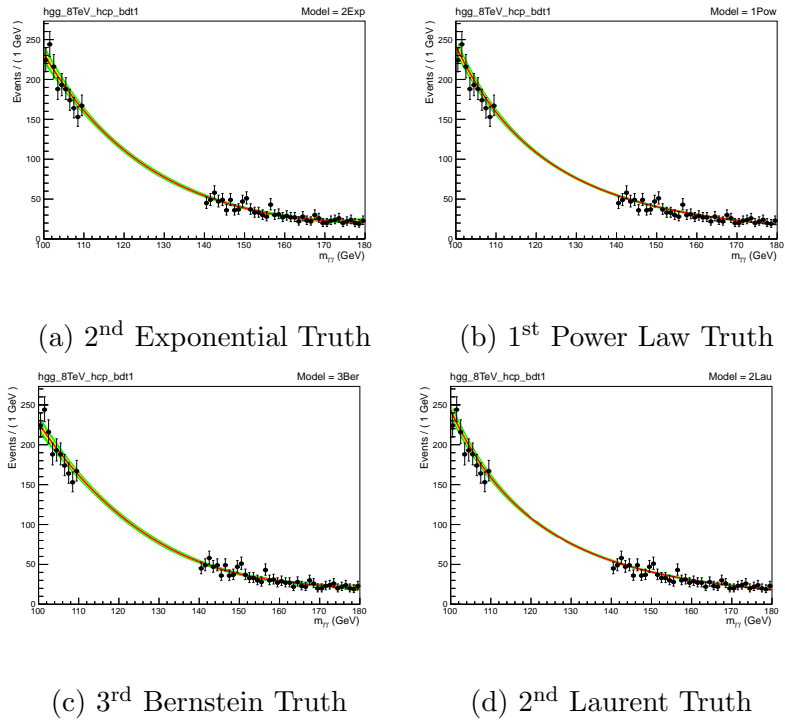 hgg_8TeV_hcp_bdt1 Model = 2Exp
Events / ( 1 GeV )
250
200
150
100
50
0
100 110 120 130 140 150 160 170 180
m_γγ (GeV)
(a) 2nd Exponential Truth
hgg_8TeV_hcp_bdt1 Model = 1Pow
Events / ( 1 GeV )
250
200
150
100
50
0
100 110 120 130 140 150 160 170 180
m_γγ (GeV)
(b) 1st Power Law Truth
hgg_8TeV_hcp_bdt1 Model = 3Ber
Events / ( 1 GeV )
250
200
150
100
50
0
100 110 120 130 140 150 160 170 180
m_γγ (GeV)
(c) 3rd Bernstein Truth
hgg_8TeV_hcp_bdt1 Model = 2Lau
Events / ( 1 GeV )
250
200
150
100
50
0
100 110 120 130 140 150 160 170 180
m_γγ (GeV)
(d) 2nd Laurent Truth